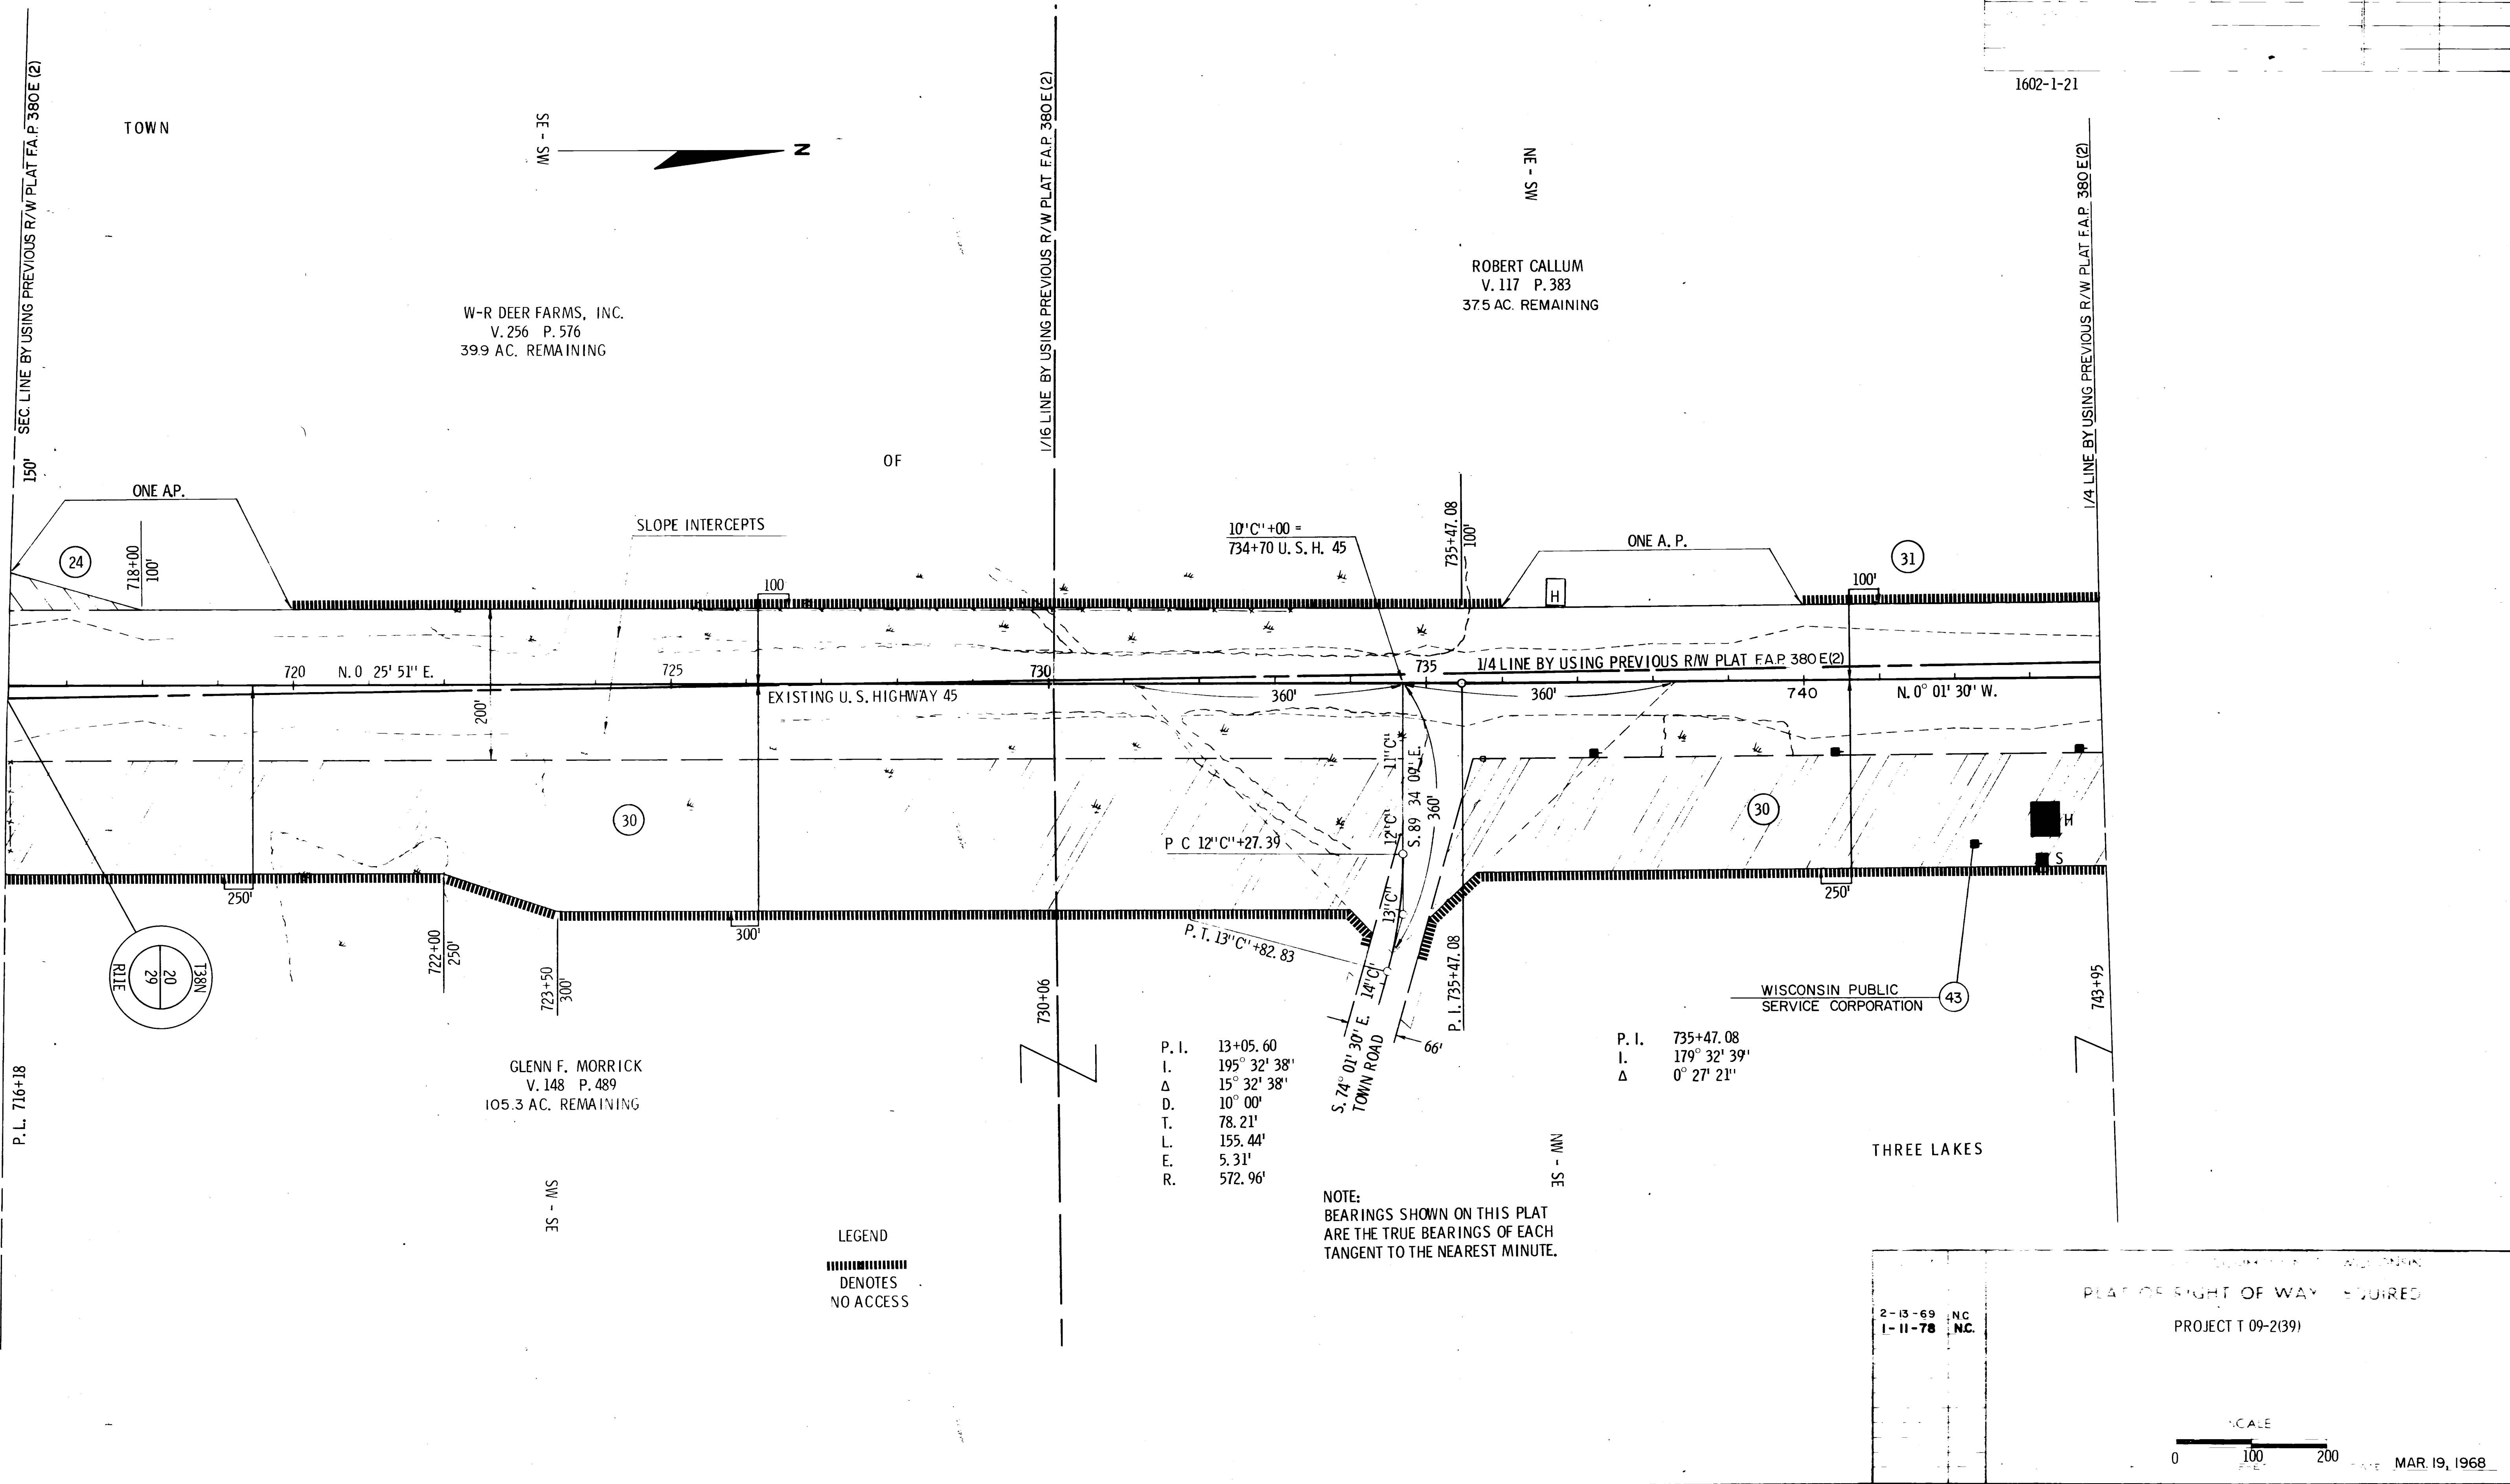 1602-1-21
SEC. LINE BY USING PREVIOUS R/W PLAT F.A.P. 380E (2)
150'
TOWN
SE - SW
N
1/16 LINE BY USING PREVIOUS R/W PLAT F.A.P. 380E(2)
NE - SW
1/4 LINE BY USING PREVIOUS R/W PLAT F.A.P. 380E(2)
W-R DEER FARMS, INC.
V. 256 P. 576
39.9 AC. REMAINING
ROBERT CALLUM
V. 117 P. 383
37.5 AC. REMAINING
OF
ONE A.P.
24
718+00
100'
SLOPE INTERCEPTS
100
10"C"+00 =
734+70 U. S. H. 45
735+47.08
100'
ONE A. P.
H
31
100'
720
N. 0 25' 51" E.
725
730
735
1/4 LINE BY USING PREVIOUS R/W PLAT F.A.P. 380E(2)
200'
EXISTING U. S. HIGHWAY 45
360'
360'
740
N. 0° 01' 30" W.
11"C"
S. 89 34 09" E.
360'
12"C"
30
P C 12"C"+27.39
30
H
S
13"C"
250'
300'
250'
P. T. 13"C"+82.83
14"C"
722+00
250'
723+50
300'
T38N
20
29
R11E
730+06
P. I. 735+47.08
WISCONSIN PUBLIC
SERVICE CORPORATION
43
743+95
66'
S. 74° 01' 30" E.
TOWN ROAD
P.L. 716+18
GLENN F. MORRICK
V. 148 P. 489
105.3 AC. REMAINING
P. I. 13+05.60
I. 195° 32' 38"
Δ 15° 32' 38"
D. 10° 00'
T. 78.21'
L. 155.44'
E. 5.31'
R. 572.96'
P. I. 735+47.08
I. 179° 32' 39"
Δ 0° 27' 21"
SW - SE
NW - SE
THREE LAKES
NOTE:
BEARINGS SHOWN ON THIS PLAT
ARE THE TRUE BEARINGS OF EACH
TANGENT TO THE NEAREST MINUTE.
LEGEND
DENOTES
NO ACCESS
PLAT OF RIGHT OF WAY
PROJECT T 09-2(39)
2-13-69 N.C
1-11-78 N.C.
SCALE
0 100 200
MAR. 19, 1968